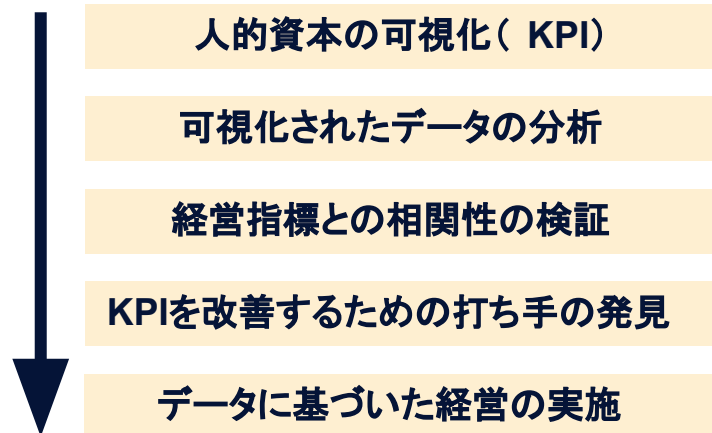 人的資本の可視化( KPI)
可視化されたデータの分析
経営指標との相関性の検証
KPIを改善するための打ち手の発見
データに基づいた経営の実施